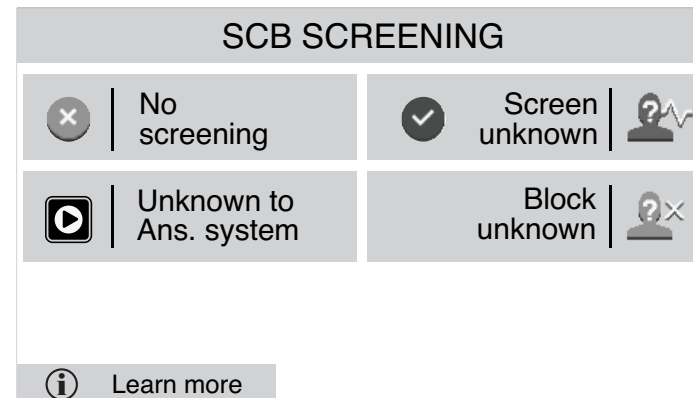 SCB SCREENING
No
screening
Screen
unknown
Unknown to
Ans. system
Block
unknown
Learn more